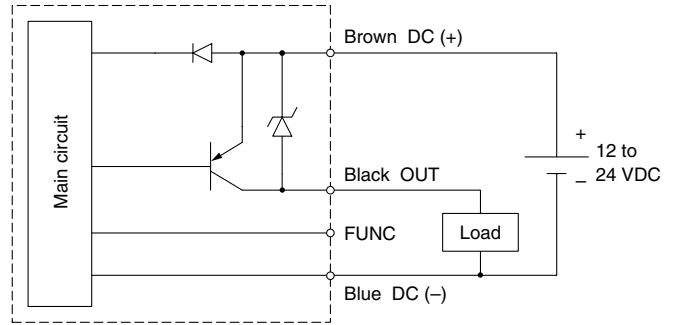 Main circuit
Brown DC (+)
+
12 to
24 VDC
–
Black OUT
FUNC
Load
Blue DC (–)